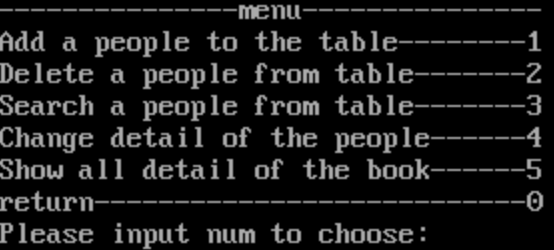 ---------------menu---------------
Add a people to the table--------1
Delete a people from table-------2
Search a people from table-------3
Change detail of the people------4
Show all detail of the book------5
return---------------------------0
Please input num to choose: